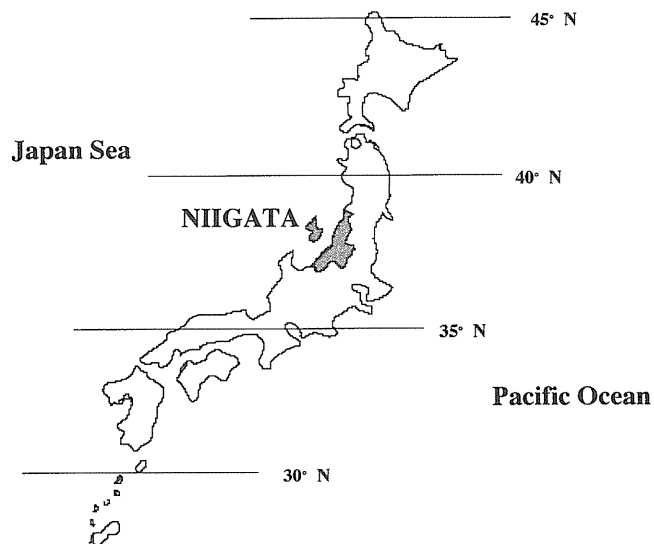 45° N
Japan Sea
40° N
NIIGATA
35° N
Pacific Ocean
30° N